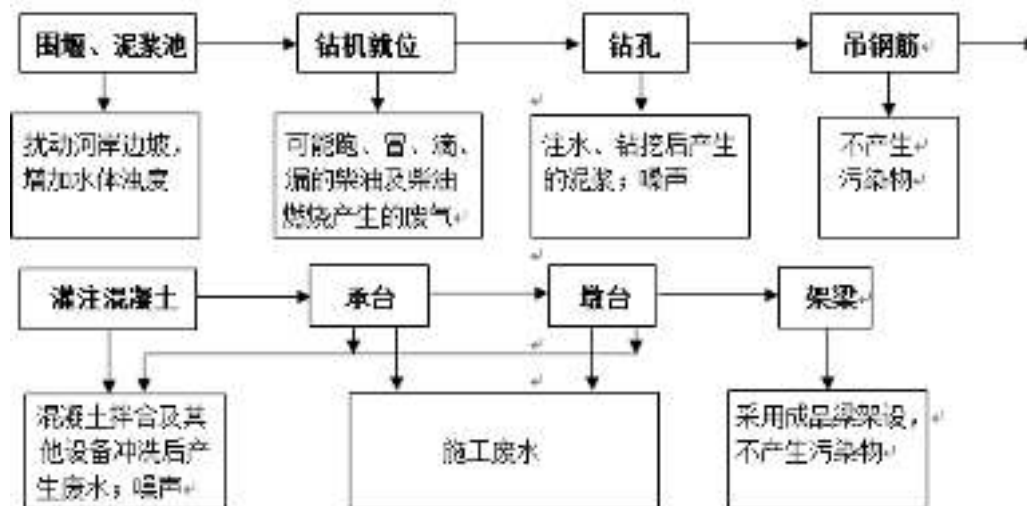 围堰、泥浆池
钻机就位
钻孔
吊钢筋
扰动河岸边坡，
增加水体浊度
可能跑、冒、滴、
漏的柴油及柴油
燃烧产生的废气
注水、钻挖后产生
的泥浆；噪声
不产生
污染物
灌注混凝土
承台
墩台
架梁
混凝土拌合及其
他设备冲洗后产
生废水；噪声
施工废水
采用成品梁架设，
不产生污染物